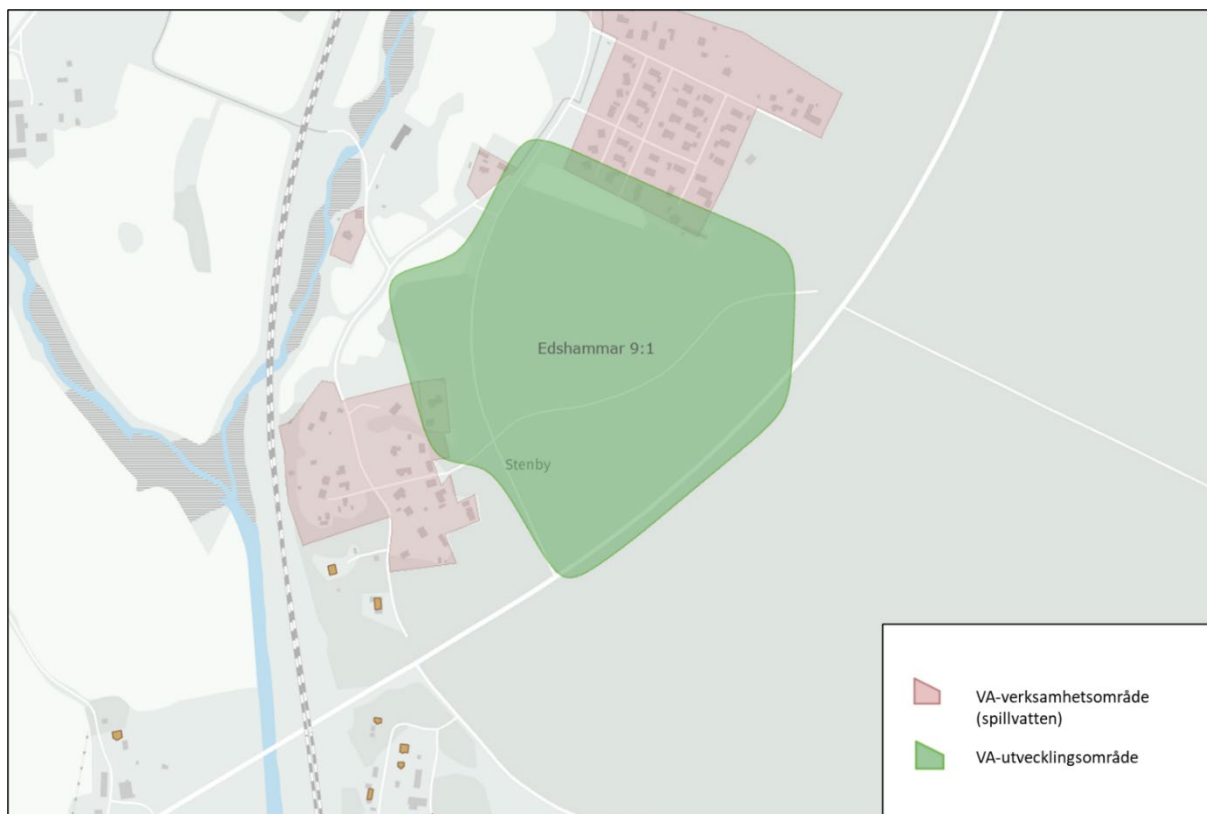 Edshammar 9:1
Stenby
VA-verksamhetsområde
(spillvatten)
VA-utvecklingsområde